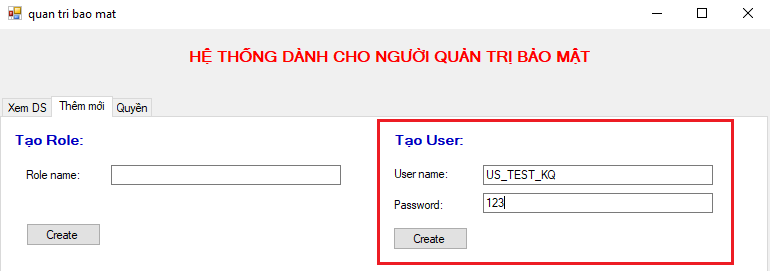 quan tri bao mat
HỆ THỐNG DÀNH CHO NGƯỜI QUẢN TRỊ BẢO MẬT
Xem DS Thêm mới Quyền
Tạo Role:
Role name:
Create
Tạo User:
User name: US_TEST_KQ
Password: 123
Create